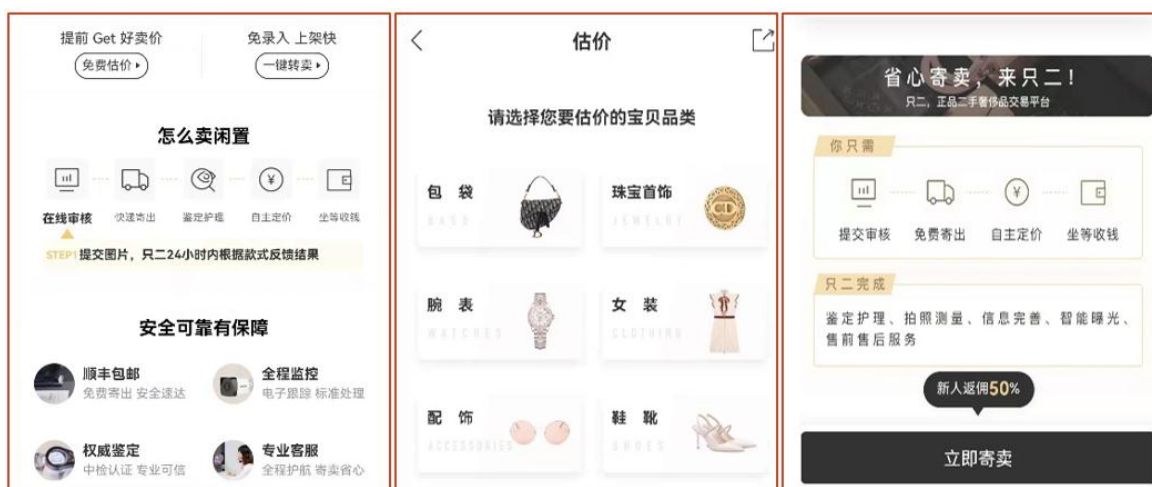 提前 Get 好卖价
免费估价
免录入 上架快
一键转卖
怎么卖闲置
在线审核
快速寄出
鉴定护理
自主定价
坐等收钱
STEP1 提交图片，只二24小时内根据款式反馈结果
安全可靠有保障
顺丰包邮
免费寄出 安全速达
全程监控
电子跟踪 标准处理
权威鉴定
中检认证 专业可信
专业客服
全程护航 寄卖省心
估价
请选择您要估价的宝贝品类
包 袋
BAGS
珠宝首饰
JEWELRY
腕 表
WATCHES
女 装
CLOTHING
配 饰
ACCESSORIES
鞋 靴
SHOES
省心寄卖，来只二！
只二，正品二手奢侈品交易平台
你只需
提交审核
免费寄出
自主定价
坐等收钱
只二完成
鉴定护理、拍照测量、信息完善、智能曝光、
售前售后服务
新人返佣50%
立即寄卖